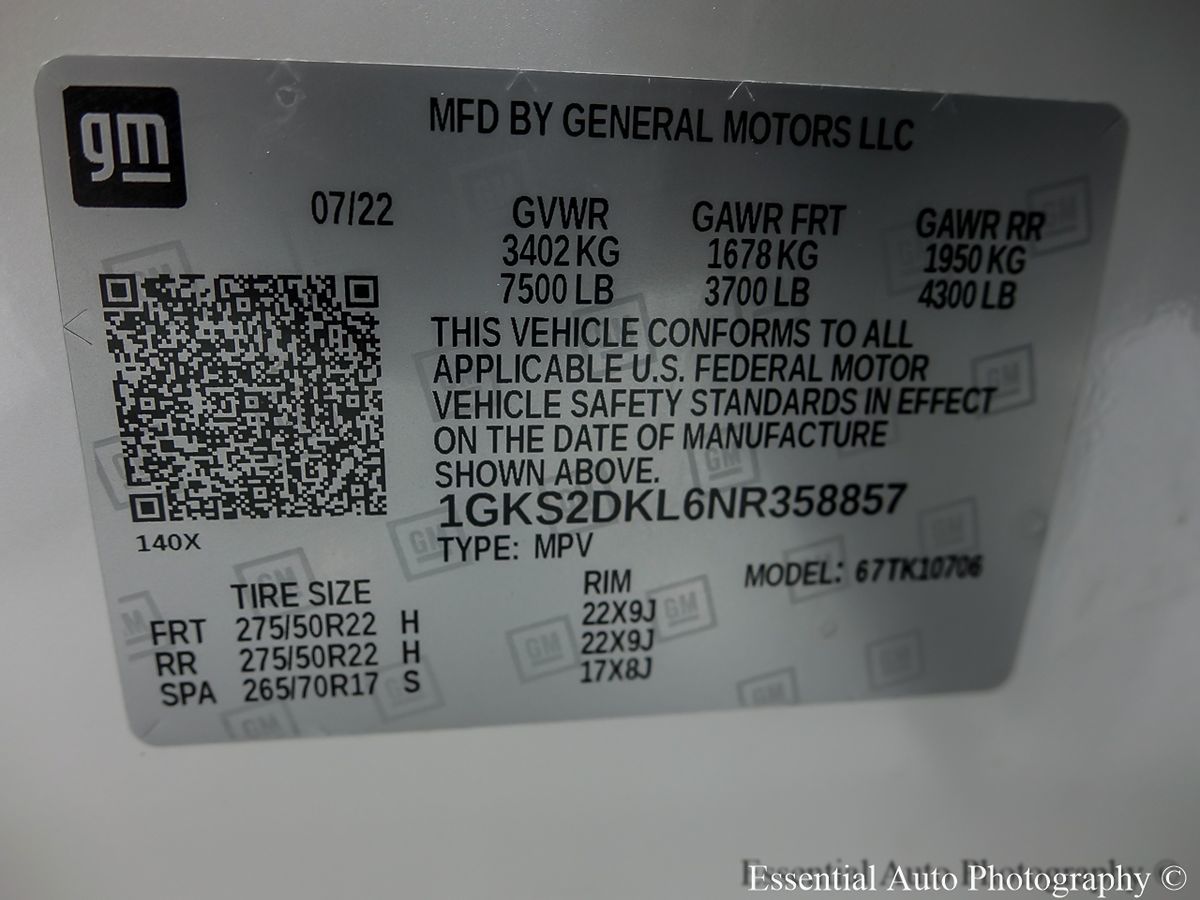 gm
MFD BY GENERAL MOTORS LLC
07/22
GVWR GAWR FRT GAWR RR
3402 KG 1678 KG 1950 KG
7500 LB 3700 LB 4300 LB
THIS VEHICLE CONFORMS TO ALL
APPLICABLE U.S. FEDERAL MOTOR
VEHICLE SAFETY STANDARDS IN EFFECT
ON THE DATE OF MANUFACTURE
SHOWN ABOVE.
1GKS2DKL6NR358857
140X
TYPE: MPV
MODEL: 67TK10706
TIRE SIZE RIM
FRT 275/50R22 H 22X9J
RR 275/50R22 H 22X9J
SPA 265/70R17 S 17X8J
Essential Auto Photography ©